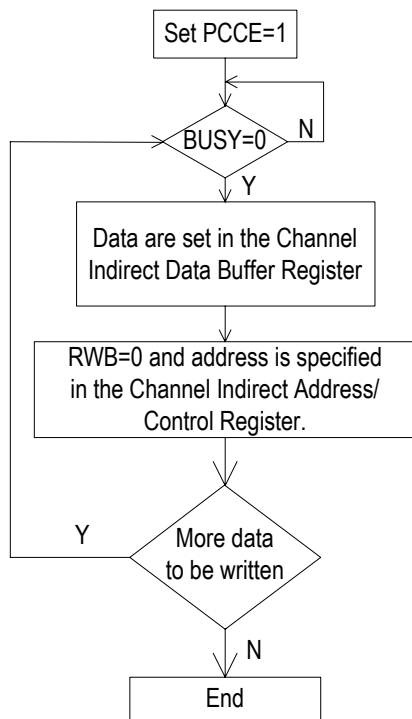 Set PCCE=1
BUSY=0
N
Y
Data are set in the Channel
Indirect Data Buffer Register
RWB=0 and address is specified
in the Channel Indirect Address/
Control Register.
Y
More data
to be written
N
End